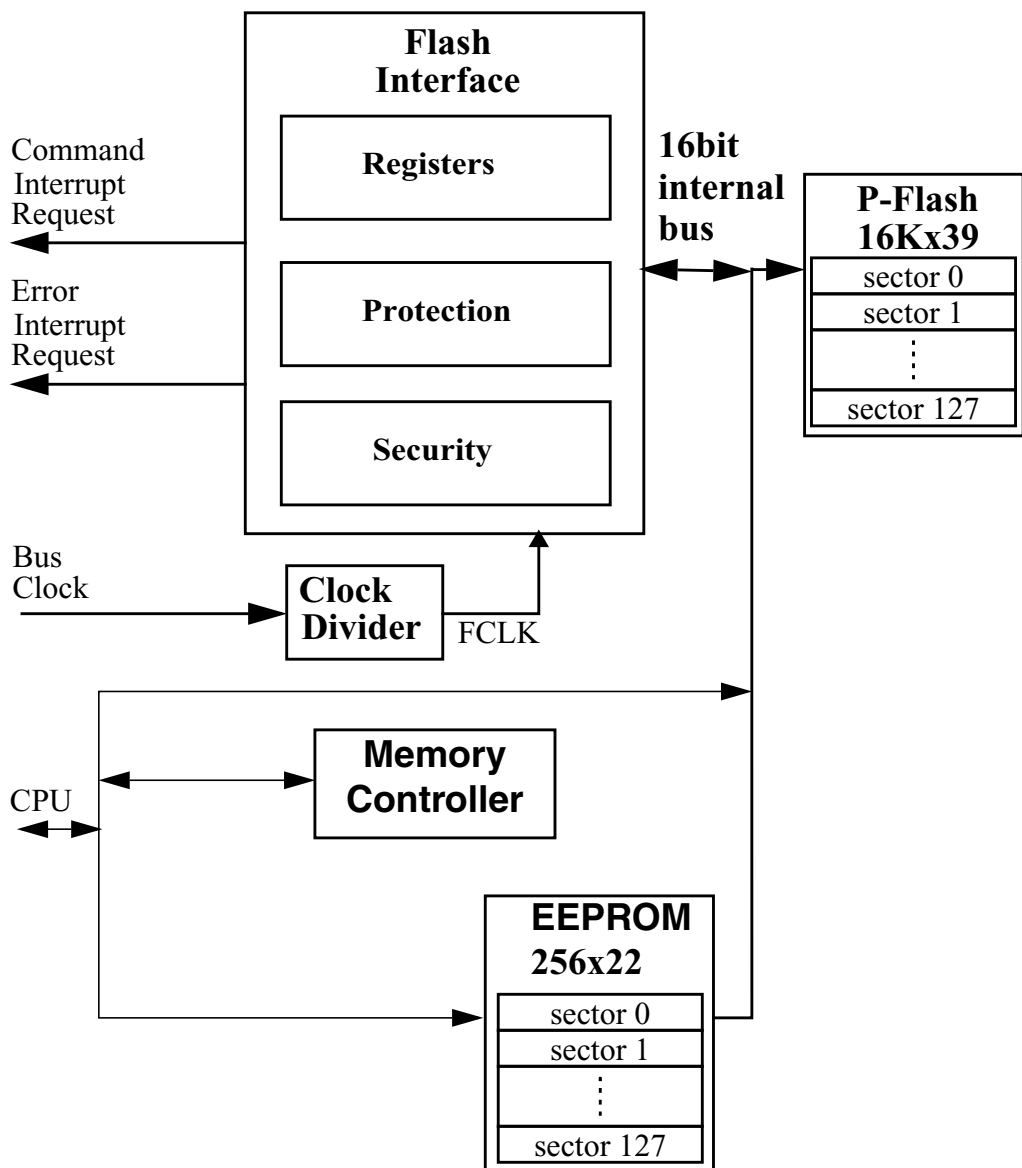 Flash
Interface
Registers
Protection
Security
Command
Interrupt
Request
Error
Interrupt
Request
16bit
internal
bus
P-Flash
16Kx39
sector 0
sector 1
sector 127
Bus
Clock
Clock
Divider
FCLK
Memory
Controller
CPU
EEPROM
256x22
sector 0
sector 1
sector 127